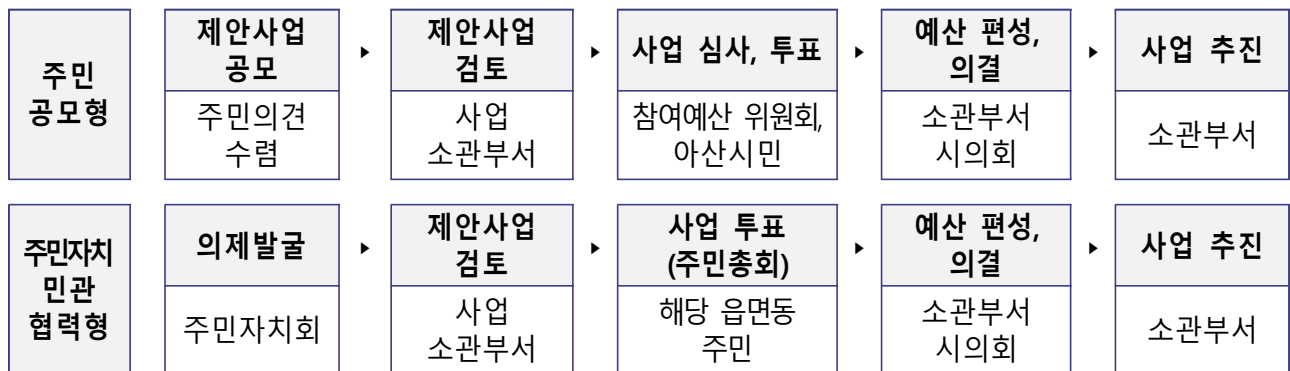 주민
공모형
제안사업
공모
주민의견
수렴
▸
제안사업
검토
사업
소관부서
▸
사업 심사, 투표
참여예산 위원회,
아산시민
▸
예산 편성,
의결
소관부서
시의회
▸
사업 추진
소관부서
주민자치
민관
협력형
의제발굴
주민자치회
▸
제안사업
검토
사업
소관부서
▸
사업 투표
(주민총회)
해당 읍면동
주민
▸
예산 편성,
의결
소관부서
시의회
▸
사업 추진
소관부서